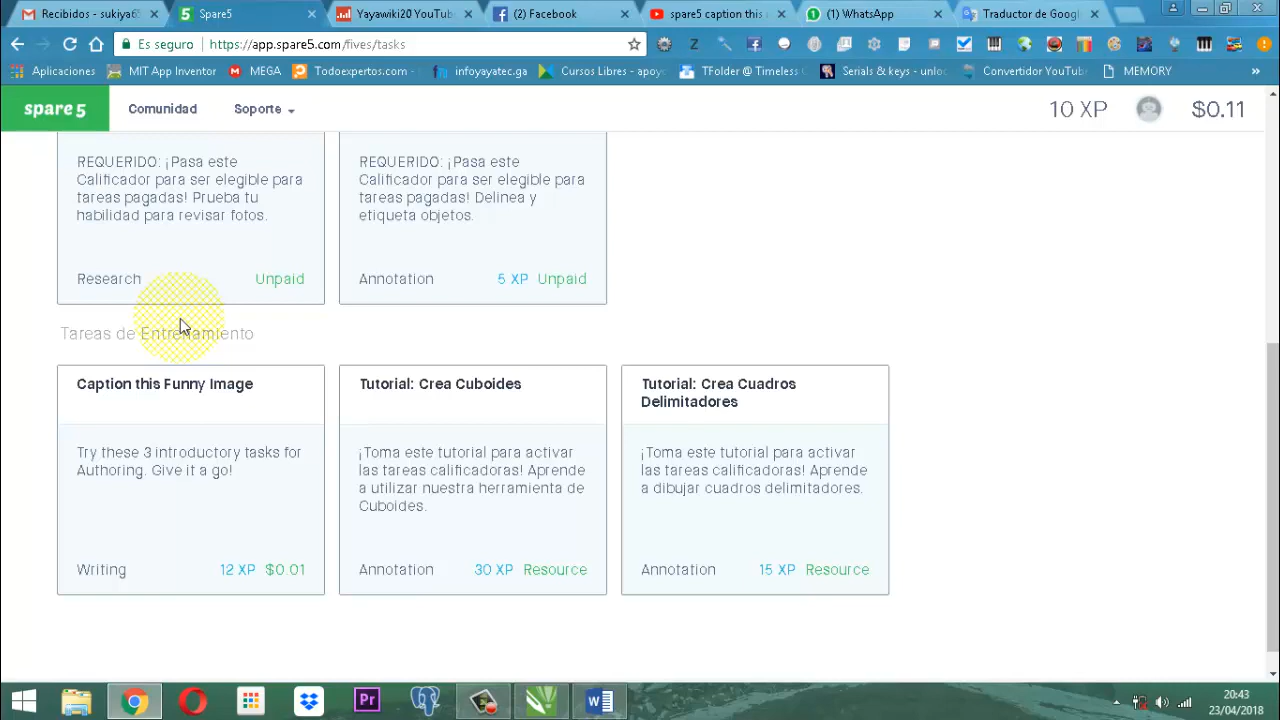 Recibidos - sukiya6
Spare5
Yayawiki20 YouTub
(2) Facebook
spare5 caption this a
(1) WhatsApp
Traductor de Googl
Es seguro https://app.spare5.com/fives/tasks
Aplicaciones MIT App Inventor MEGA Todoexpertos.com - infoyayatec.ga Cursos Libres - apoy TFolder @ Timeless Serials & keys - unlo Convertidor YouTu MEMORY »
spare5 Comunidad Soporte 10 XP $0.11
REQUERIDO: ¡Pasa este
Calificador para ser elegible para
tareas pagadas! Prueba tu
habilidad para revisar fotos.
Research Unpaid
REQUERIDO: ¡Pasa este
Calificador para ser elegible para
tareas pagadas! Delinea y
etiqueta objetos.
Annotation 5 XP Unpaid
Tareas de Entrenamiento
Caption this Funny Image
Try these 3 introductory tasks for
Authoring. Give it a go!
Writing 12 XP $0.01
Tutorial: Crea Cuboides
¡Toma este tutorial para activar
las tareas calificadoras! Aprende
a utilizar nuestra herramienta de
Cuboides.
Annotation 30 XP Resource
Tutorial: Crea Cuadros
Delimitadores
¡Toma este tutorial para activar
las tareas calificadoras! Aprende
a dibujar cuadros delimitadores.
Annotation 15 XP Resource
Pr
20:43
23/04/2018